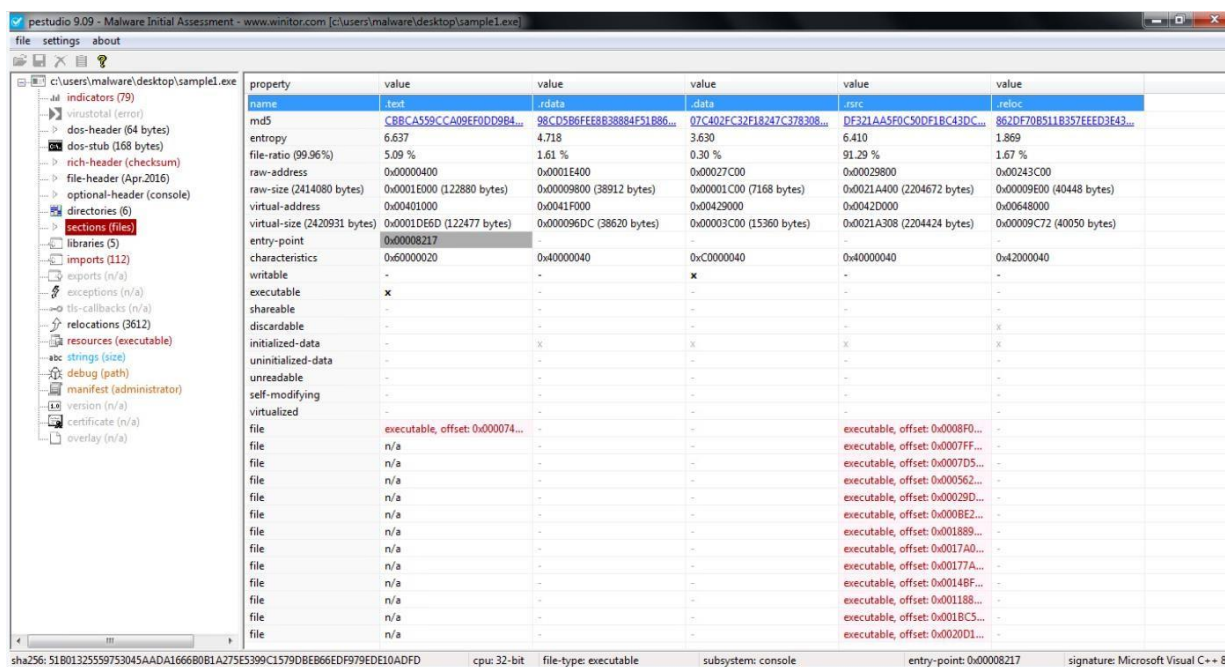 pestudio 9.09 - Malware Initial Assessment - www.winitor.com [c:\users\malware\desktop\sample1.exe]
file settings about
c:\users\malware\desktop\sample1.exe
indicators (79)
virustotal (error)
dos-header (64 bytes)
dos-stub (168 bytes)
rich-header (checksum)
file-header (Apr.2016)
optional-header (console)
directories (6)
sections (files)
libraries (5)
imports (112)
exports (n/a)
exceptions (n/a)
tls-callbacks (n/a)
relocations (3612)
resources (executable)
abc strings (size)
debug (path)
manifest (administrator)
1.0 version (n/a)
certificate (n/a)
overlay (n/a)
property value value value value value
name .text .rdata .data .rsrc .reloc
md5 CBBCA559CCA09EF0DD9B4... 98CD5B6FEE8B38884F51B86... 07C402FC32F18247C378308... DF321AA5F0C50DF1BC43DC... 862DF70B511B357EEED3E43...
entropy 6.637 4.718 3.630 6.410 1.869
file-ratio (99.96%) 5.09 % 1.61 % 0.30 % 91.29 % 1.67 %
raw-address 0x00000400 0x0001E400 0x00027C00 0x00029800 0x00243C00
raw-size (2414080 bytes) 0x0001E000 (122880 bytes) 0x00009800 (38912 bytes) 0x00001C00 (7168 bytes) 0x0021A400 (2204672 bytes) 0x00009E00 (40448 bytes)
virtual-address 0x00401000 0x0041F000 0x00429000 0x0042D000 0x00648000
virtual-size (2420931 bytes) 0x0001DE6D (122477 bytes) 0x000096DC (38620 bytes) 0x00003C00 (15360 bytes) 0x0021A308 (2204424 bytes) 0x00009C72 (40050 bytes)
entry-point 0x00008217 - - - -
characteristics 0x60000020 0x40000040 0xC0000040 0x40000040 0x42000040
writable - - x - -
executable x - - - -
shareable - - - - -
discardable - - - - x
initialized-data - x x x x
uninitialized-data - - - - -
unreadable - - - - -
self-modifying - - - - -
virtualized - - - - -
file executable, offset: 0x000074... - - executable, offset: 0x0008F0... -
file n/a - - executable, offset: 0x0007FF... -
file n/a - - executable, offset: 0x0007D5... -
file n/a - - executable, offset: 0x000562... -
file n/a - - executable, offset: 0x00029D... -
file n/a - - executable, offset: 0x000BE2... -
file n/a - - executable, offset: 0x001889... -
file n/a - - executable, offset: 0x0017A0... -
file n/a - - executable, offset: 0x00177A... -
file n/a - - executable, offset: 0x0014BF... -
file n/a - - executable, offset: 0x001188... -
file n/a - - executable, offset: 0x001BC5... -
file n/a - - executable, offset: 0x0020D1... -
sha256: 51B01325559753045AADA1666B0B1A275E5399C1579DBEB66EDF979EDE10ADFD cpu: 32-bit file-type: executable subsystem: console entry-point: 0x00008217 signature: Microsoft Visual C++ 8